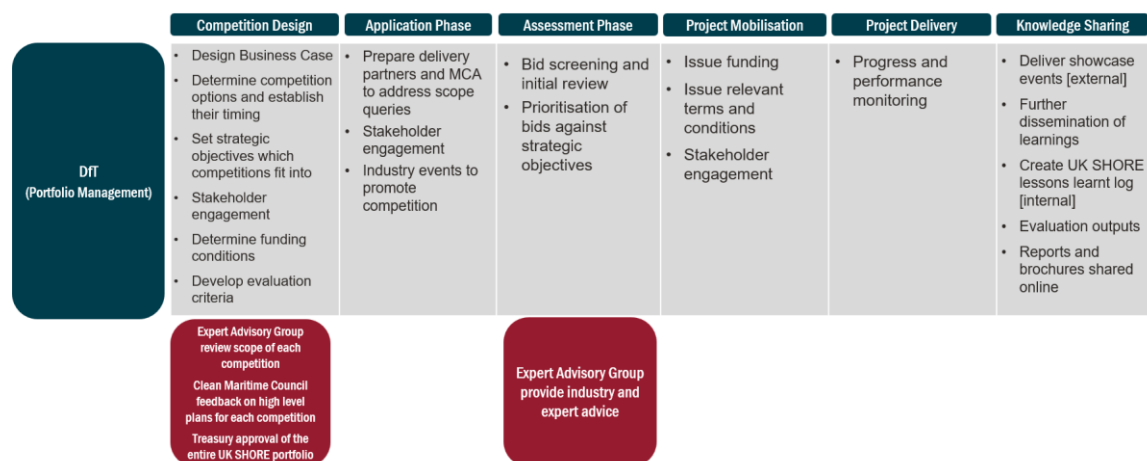 Competition Design
Application Phase
Assessment Phase
Project Mobilisation
Project Delivery
Knowledge Sharing
DfT
(Portfolio Management)
• Design Business Case
• Determine competition
options and establish
their timing
• Set strategic
objectives which
competitions fit into
• Stakeholder
engagement
• Determine funding
conditions
• Develop evaluation
criteria
• Prepare delivery
partners and MCA
to address scope
queries
• Stakeholder
engagement
• Industry events to
promote
competition
• Bid screening and
initial review
• Prioritisation of
bids against
strategic
objectives
• Issue funding
• Issue relevant
terms and
conditions
• Stakeholder
engagement
• Progress and
performance
monitoring
• Deliver showcase
events [external]
• Further
dissemination of
learnings
• Create UK SHORE
lessons learnt log
[internal]
• Evaluation outputs
• Reports and
brochures shared
online
Expert Advisory Group
review scope of each
competition
Clean Maritime Council
feedback on high level
plans for each competition
Treasury approval of the
entire UK SHORE portfolio
Expert Advisory Group
provide industry and
expert advice